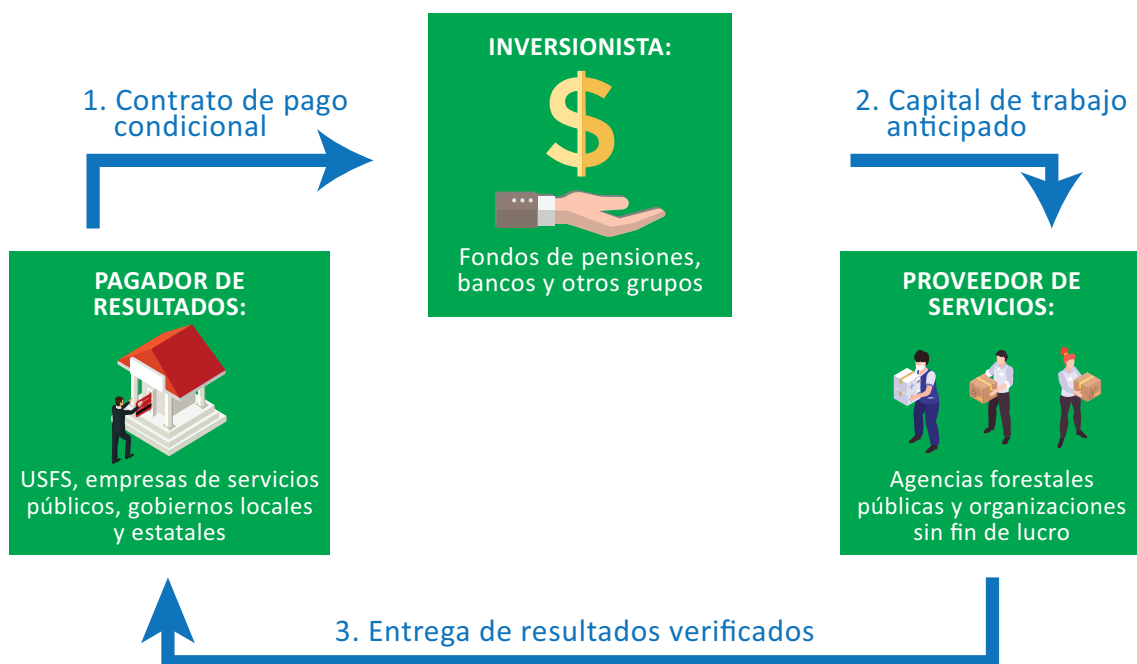 INVERSIONISTA:
Fondos de pensiones,
bancos y otros grupos
1. Contrato de pago
condicional
2. Capital de trabajo
anticipado
PAGADOR DE
RESULTADOS:
USFS, empresas de servicios
públicos, gobiernos locales
y estatales
PROVEEDOR DE
SERVICIOS:
Agencias forestales
públicas y organizaciones
sin fin de lucro
3. Entrega de resultados verificados